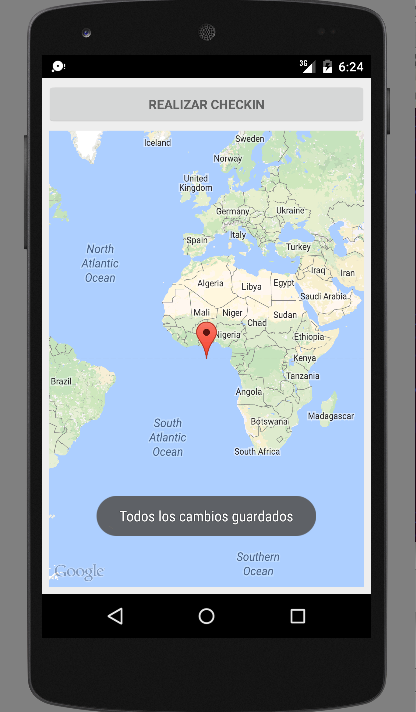 3G 6:24
REALIZAR CHECKIN
Iceland
Sweden
Norway
United
Kingdom
Germany
Ukraine
Spain
Italy
Turkey
North
Atlantic
Ocean
Iraq
Iran
Algeria
Libya
Egypt
Saudi Arabia
Mali
Niger
Chad
Sudan
Nigeria
Ethiopia
Kenya
Brazil
Tanzania
Angola
South
Atlantic
Ocean
Botswana
Madagascar
South Africa
Todos los cambios guardados
Southern
Ocean
Google